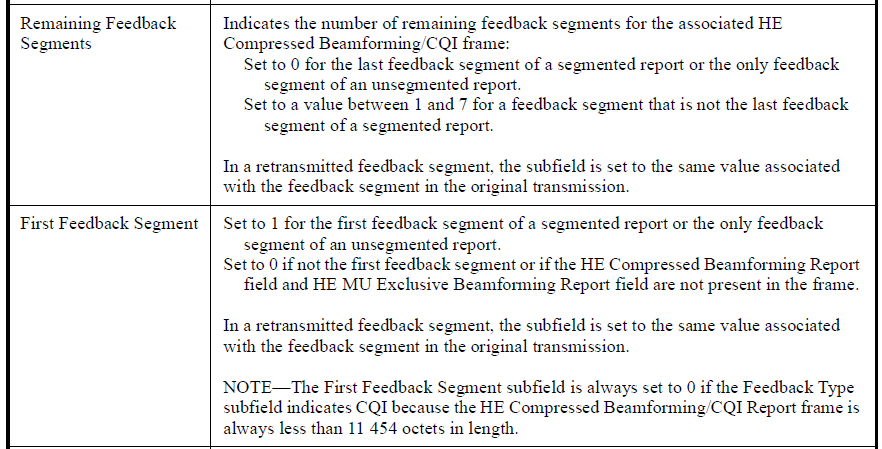 Remaining Feedback
Segments
Indicates the number of remaining feedback segments for the associated HE
Compressed Beamforming/CQI frame:
Set to 0 for the last feedback segment of a segmented report or the only feedback
segment of an unsegmented report.
Set to a value between 1 and 7 for a feedback segment that is not the last feedback
segment of a segmented report.
In a retransmitted feedback segment, the subfield is set to the same value associated
with the feedback segment in the original transmission.
First Feedback Segment
Set to 1 for the first feedback segment of a segmented report or the only feedback
segment of an unsegmented report.
Set to 0 if not the first feedback segment or if the HE Compressed Beamforming Report
field and HE MU Exclusive Beamforming Report field are not present in the frame.
In a retransmitted feedback segment, the subfield is set to the same value associated
with the feedback segment in the original transmission.
NOTE—The First Feedback Segment subfield is always set to 0 if the Feedback Type
subfield indicates CQI because the HE Compressed Beamforming/CQI Report frame is
always less than 11 454 octets in length.